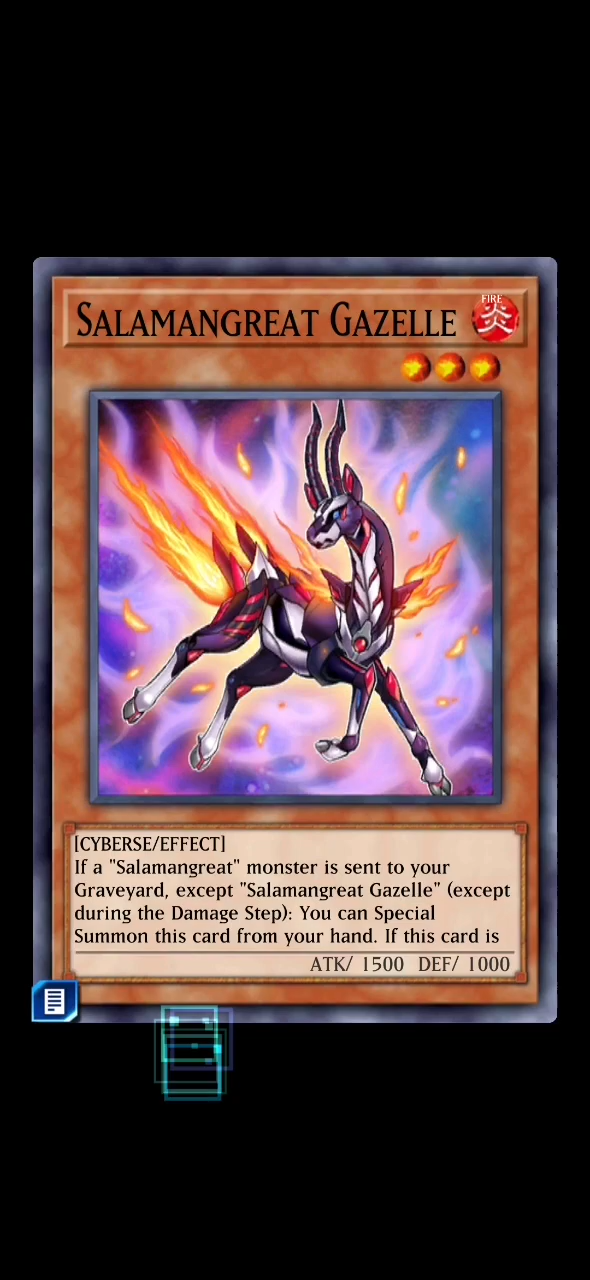 SALAMANGREAT GAZELLE
FIRE
炎
[CYBERSE/EFFECT]
If a "Salamangreat" monster is sent to your
Graveyard, except "Salamangreat Gazelle" (except
during the Damage Step): You can Special
Summon this card from your hand. If this card is
ATK/ 1500 DEF/ 1000